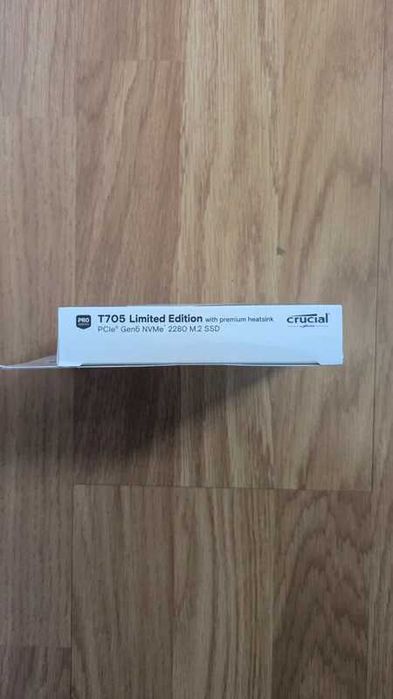 PRO
T705 Limited Edition with premium heatsink
PCIe® Gen5 NVMe® 2280 M.2 SSD
crucial